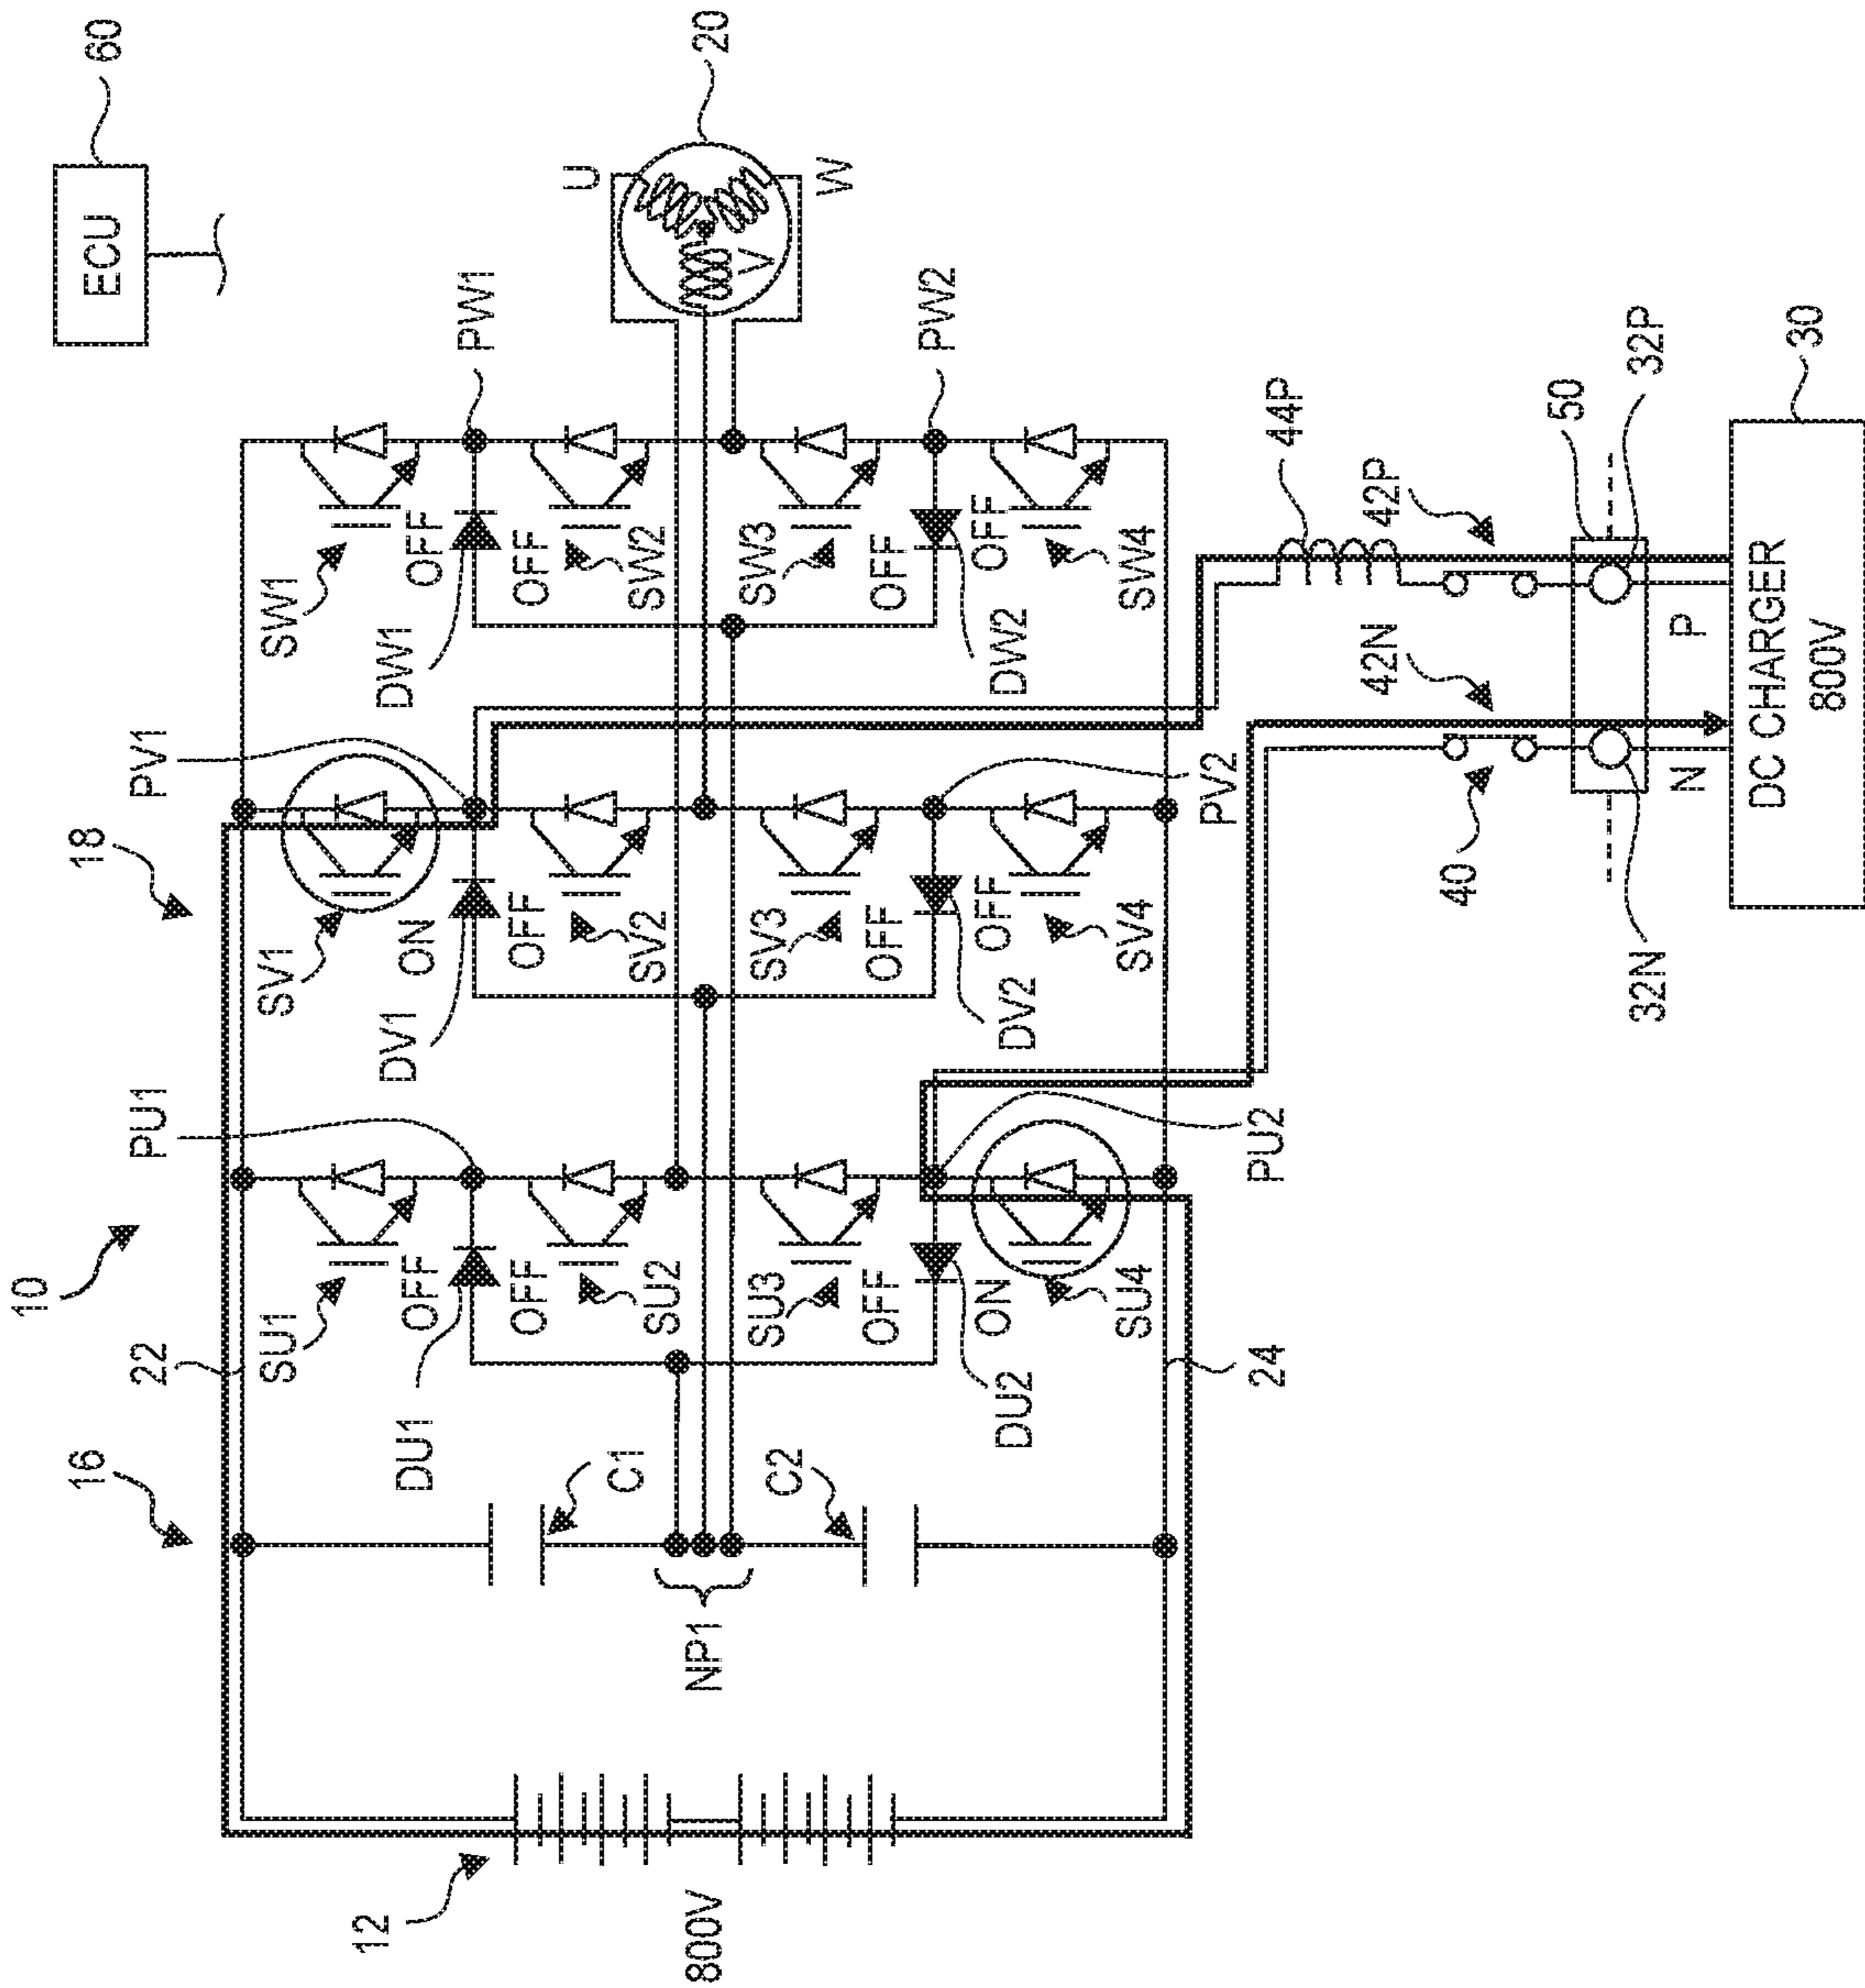 10
16
18
60
ECU
22
PU1
PV1
SU1
SV1
SW1
OFF
ON
OFF
PW1
DU1
DV1
DW1
OFF
OFF
OFF
SU2
SV2
SW2
U
20
12
C1
800V
NP1
V
C2
W
SU3
SV3
SW3
OFF
OFF
OFF
PW2
DU2
DV2
DW2
ON
OFF
OFF
SU4
SV4
SW4
24
PU2
PV2
44P
42N
42P
40
50
32N
32P
N
P
DC CHARGER
800V
30